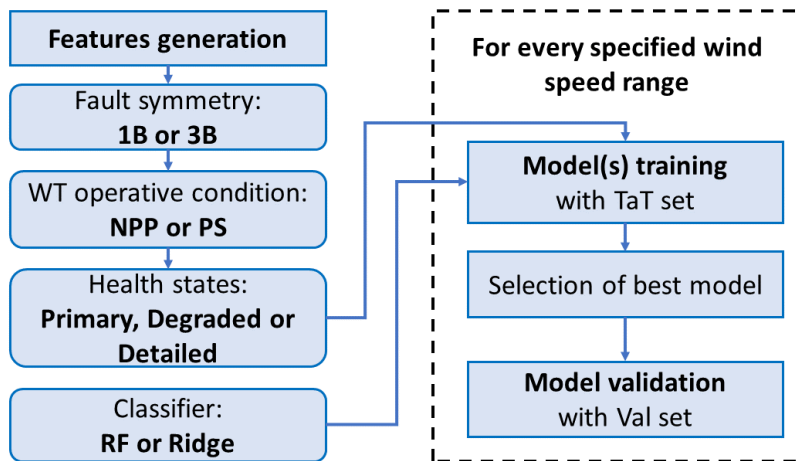 Features generation
Fault symmetry:
1B or 3B
WT operative condition:
NPP or PS
Health states:
Primary, Degraded or
Detailed
Classifier:
RF or Ridge
For every specified wind
speed range
Model(s) training
with TaT set
Selection of best model
Model validation
with Val set